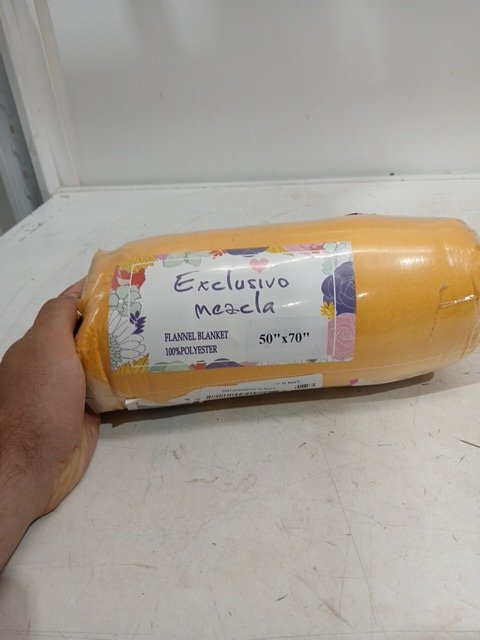 Exclusivo
mezcla
FLANNEL BLANKET
100%POLYESTER
50"x70"